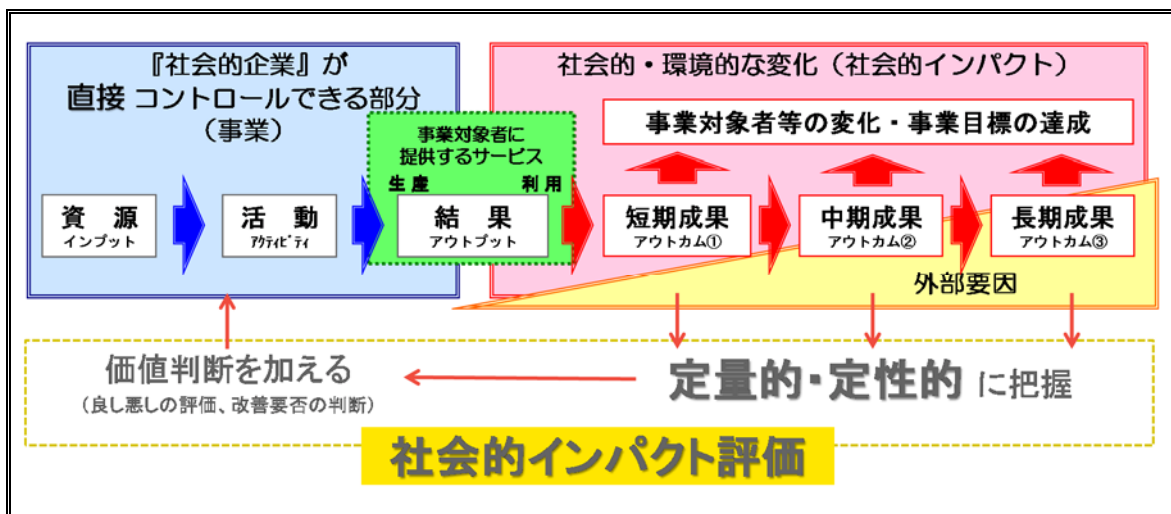 『社会的企業』が
直接 コントロールできる部分
（事業）
社会的・環境的な変化（社会的インパクト）
事業対象者等の変化・事業目標の達成
事業対象者に
提供するサービス
生 産 利 用
資 源
インプット
活 動
ｱｸﾃｨﾋﾞﾃｨ
結 果
アウトプット
短期成果
アウトカム①
中期成果
アウトカム②
長期成果
アウトカム③
外部要因
価値判断を加える
（良し悪しの評価、改善要否の判断）
定量的・定性的 に把握
社会的インパクト評価